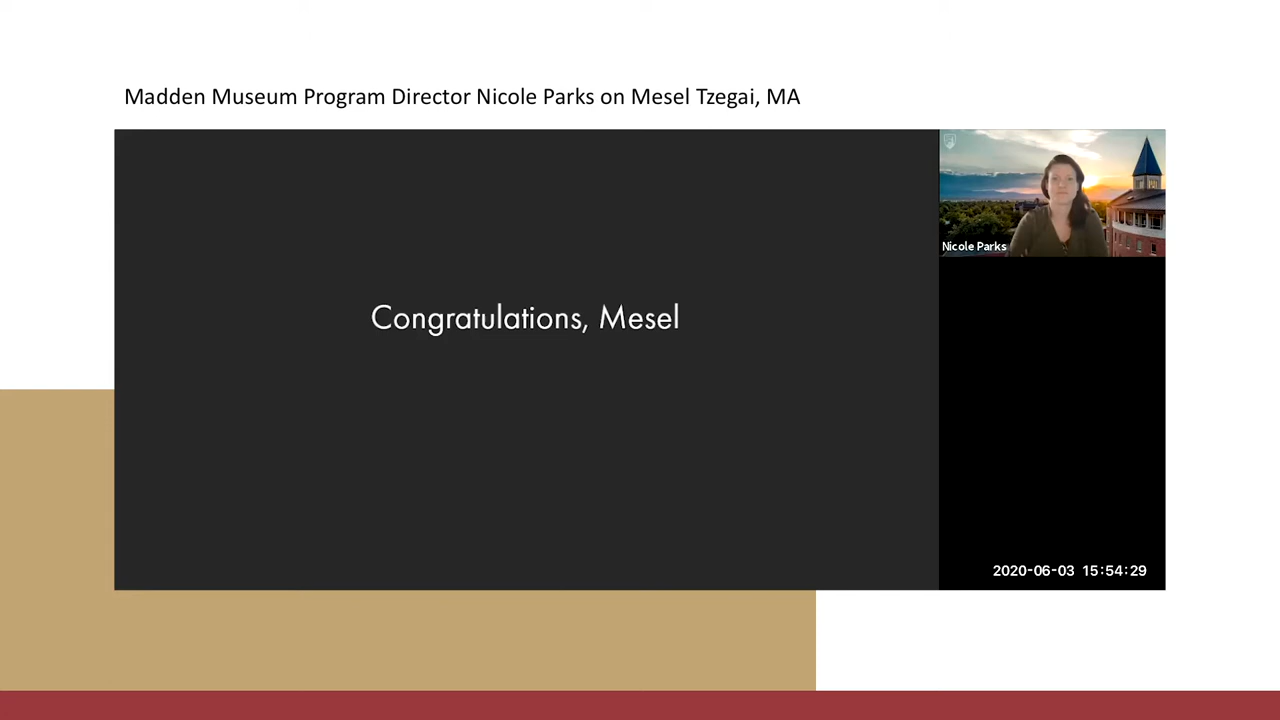 Madden Museum Program Director Nicole Parks on Mesel Tzegai, MA
Congratulations, Mesel
Nicole Parks
2020-06-03 15:54:29